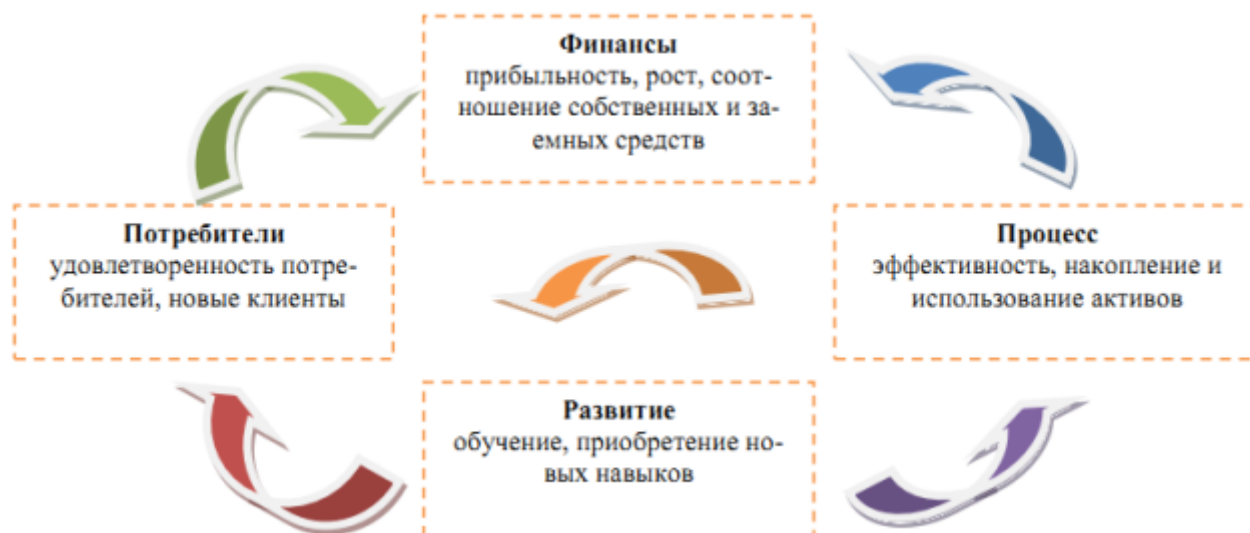 Финансы
прибыльность, рост, соот-
ношение собственных и за-
емных средств
Потребители
удовлетворенность потре-
бителей, новые клиенты
Процесс
эффективность, накопление и
использование активов
Развитие
обучение, приобретение но-
вых навыков